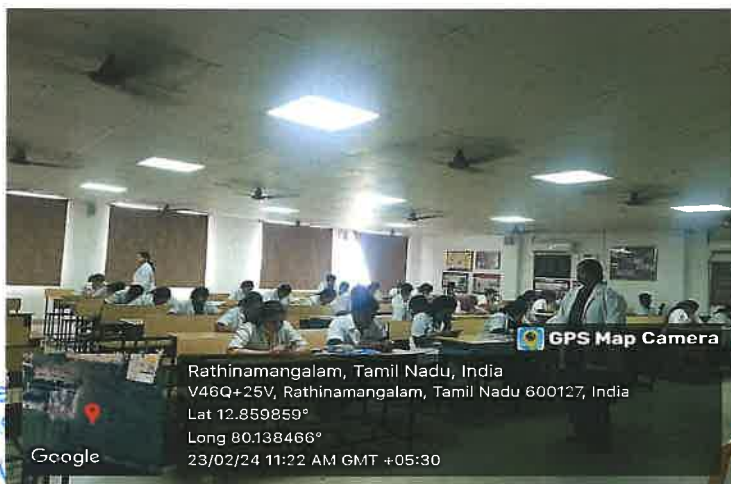 GPS Map Camera
Rathinamangalam, Tamil Nadu, India
V46Q+25V, Rathinamangalam, Tamil Nadu 600127, India
Lat 12.859859°
Long 80.138466°
23/02/24 11:22 AM GMT +05:30
Google